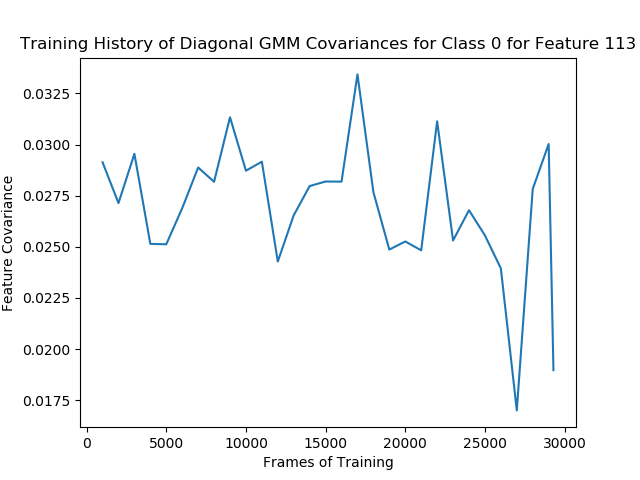 Training History of Diagonal GMM Covariances for Class 0 for Feature 113
Feature Covariance
0.0325
0.0300
0.0275
0.0250
0.0225
0.0200
0.0175
0 5000 10000 15000 20000 25000 30000
Frames of Training